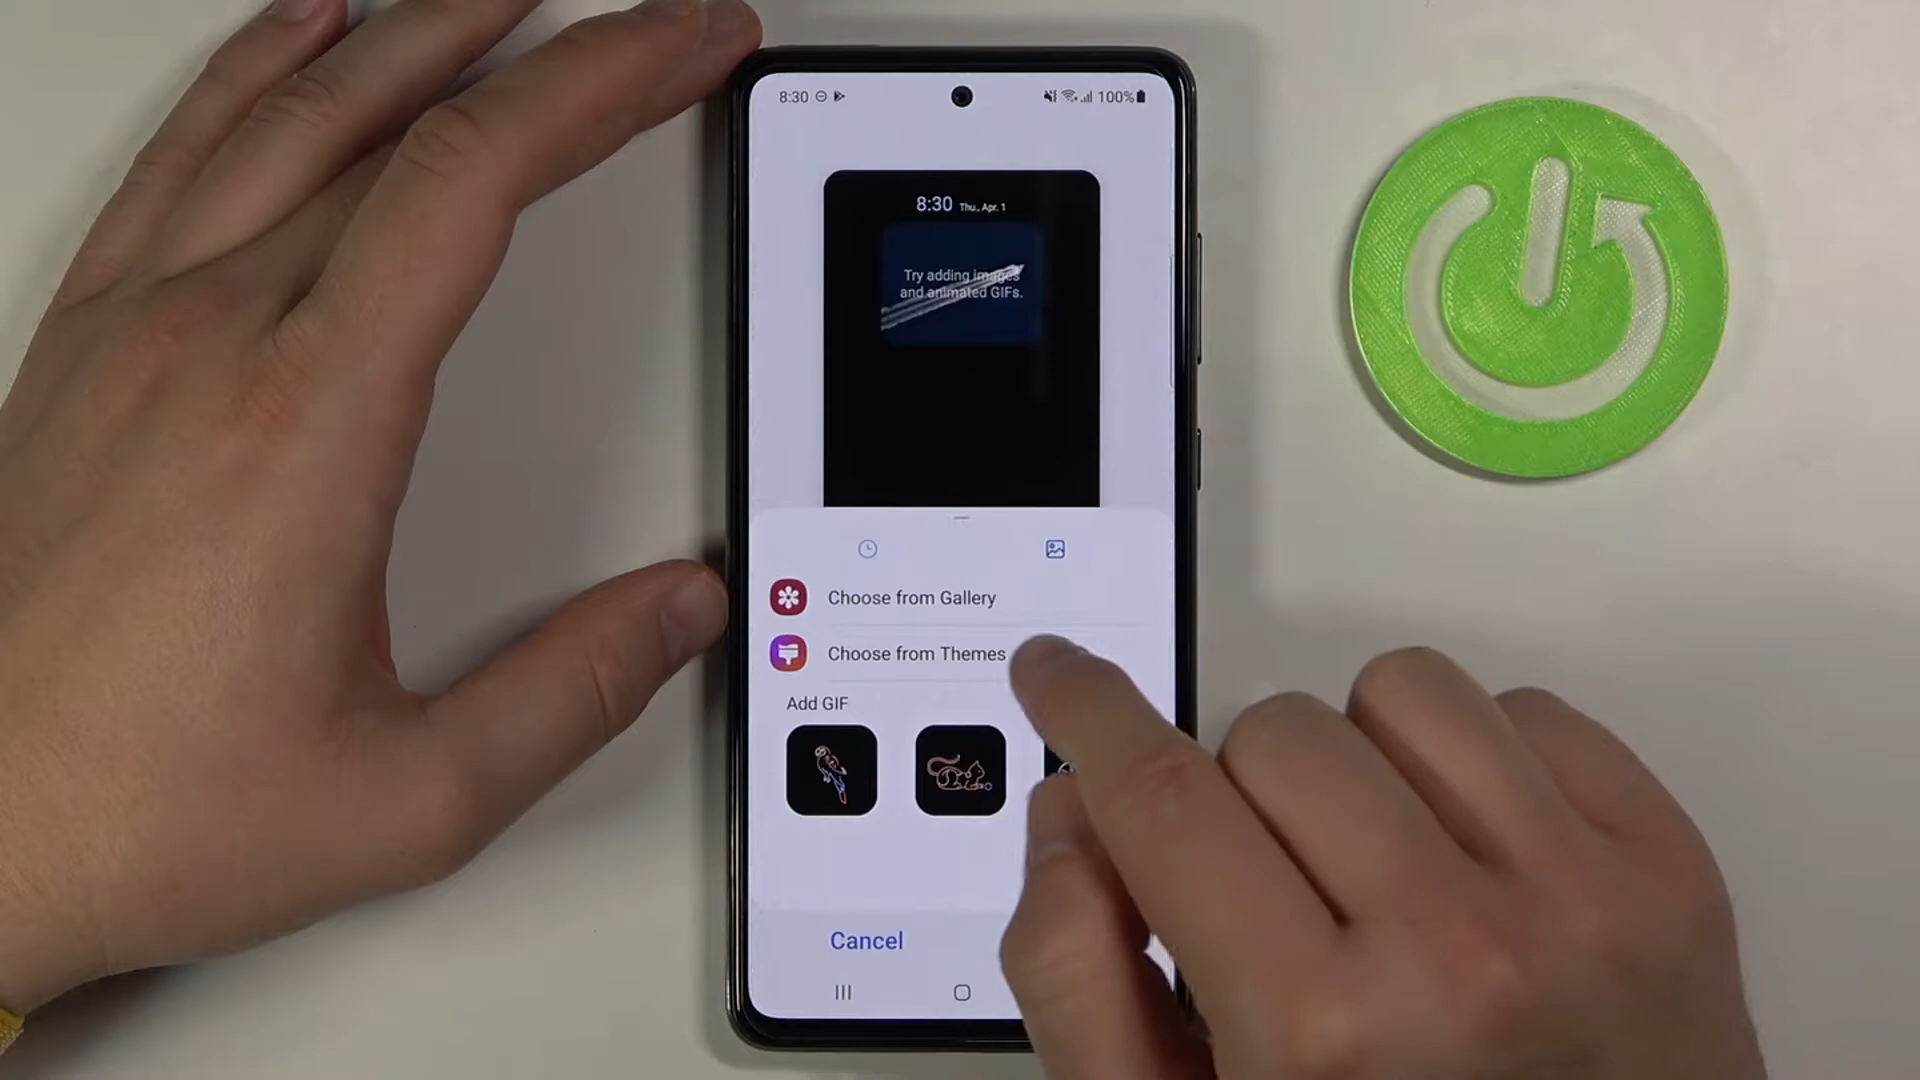 8:30
100%
8:30 Thu., Apr. 1
Try adding images
and animated GIFs.
Choose from Gallery
Choose from Themes
Add GIF
Cancel